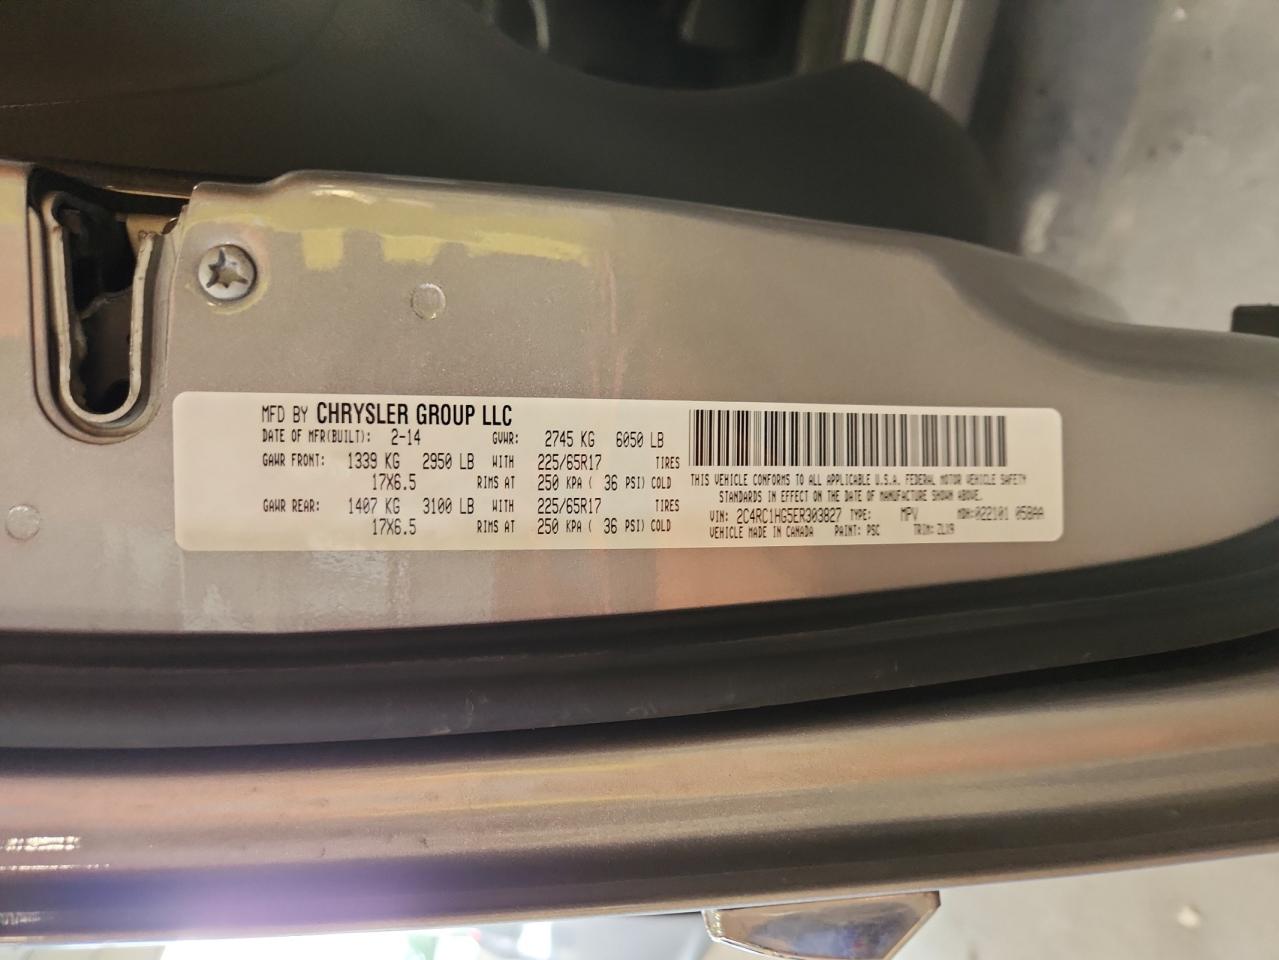 MFD BY CHRYSLER GROUP LLC
DATE OF MFR(BUILT): 2-14 GVWR: 2745 KG 6050 LB
GAWR FRONT: 1339 KG 2950 LB WITH 225/65R17 TIRES
17X6.5 RIMS AT 250 KPA ( 36 PSI) COLD
GAWR REAR: 1407 KG 3100 LB WITH 225/65R17 TIRES
17X6.5 RIMS AT 250 KPA ( 36 PSI) COLD
THIS VEHICLE CONFORMS TO ALL APPLICABLE U.S.A. FEDERAL MOTOR VEHICLE SAFETY
STANDARDS IN EFFECT ON THE DATE OF MANUFACTURE SHOWN ABOVE.
VIN: 2C4RC1HG5ER303827 TYPE: MPV MDH:022101 058AA
VEHICLE MADE IN CANADA PAINT: PSC TRIM: